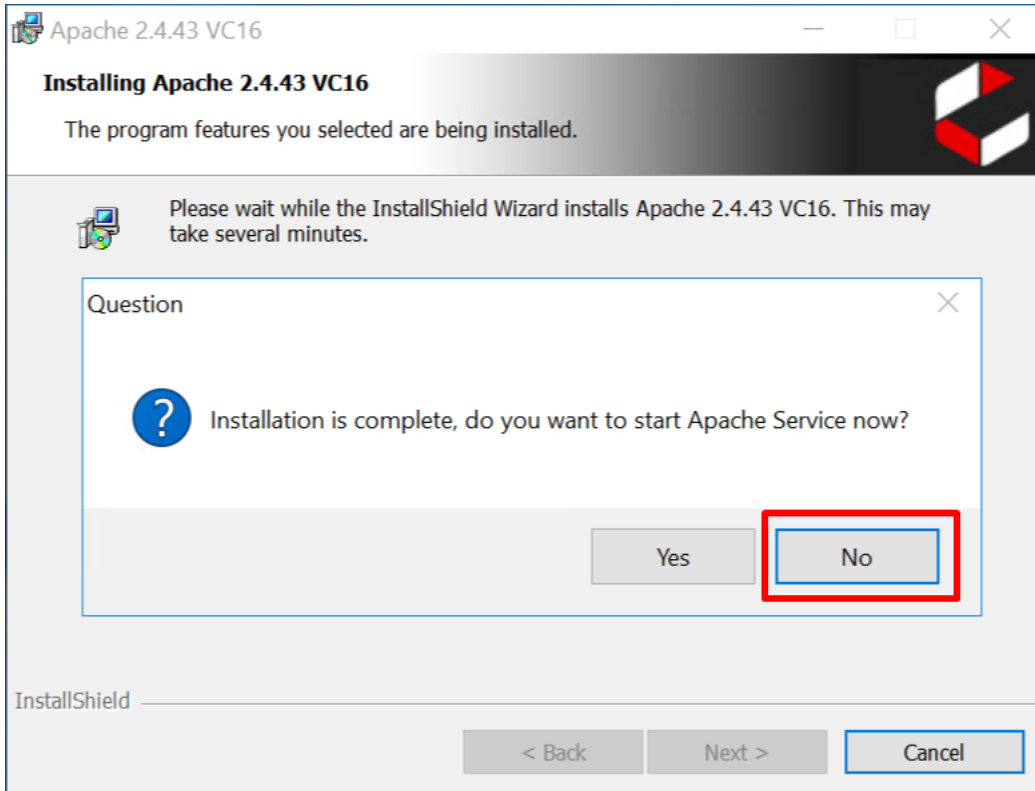 Apache 2.4.43 VC16
Installing Apache 2.4.43 VC16
The program features you selected are being installed.
Please wait while the InstallShield Wizard installs Apache 2.4.43 VC16. This may
take several minutes.
Question
?
Installation is complete, do you want to start Apache Service now?
Yes
No
InstallShield
< Back
Next >
Cancel